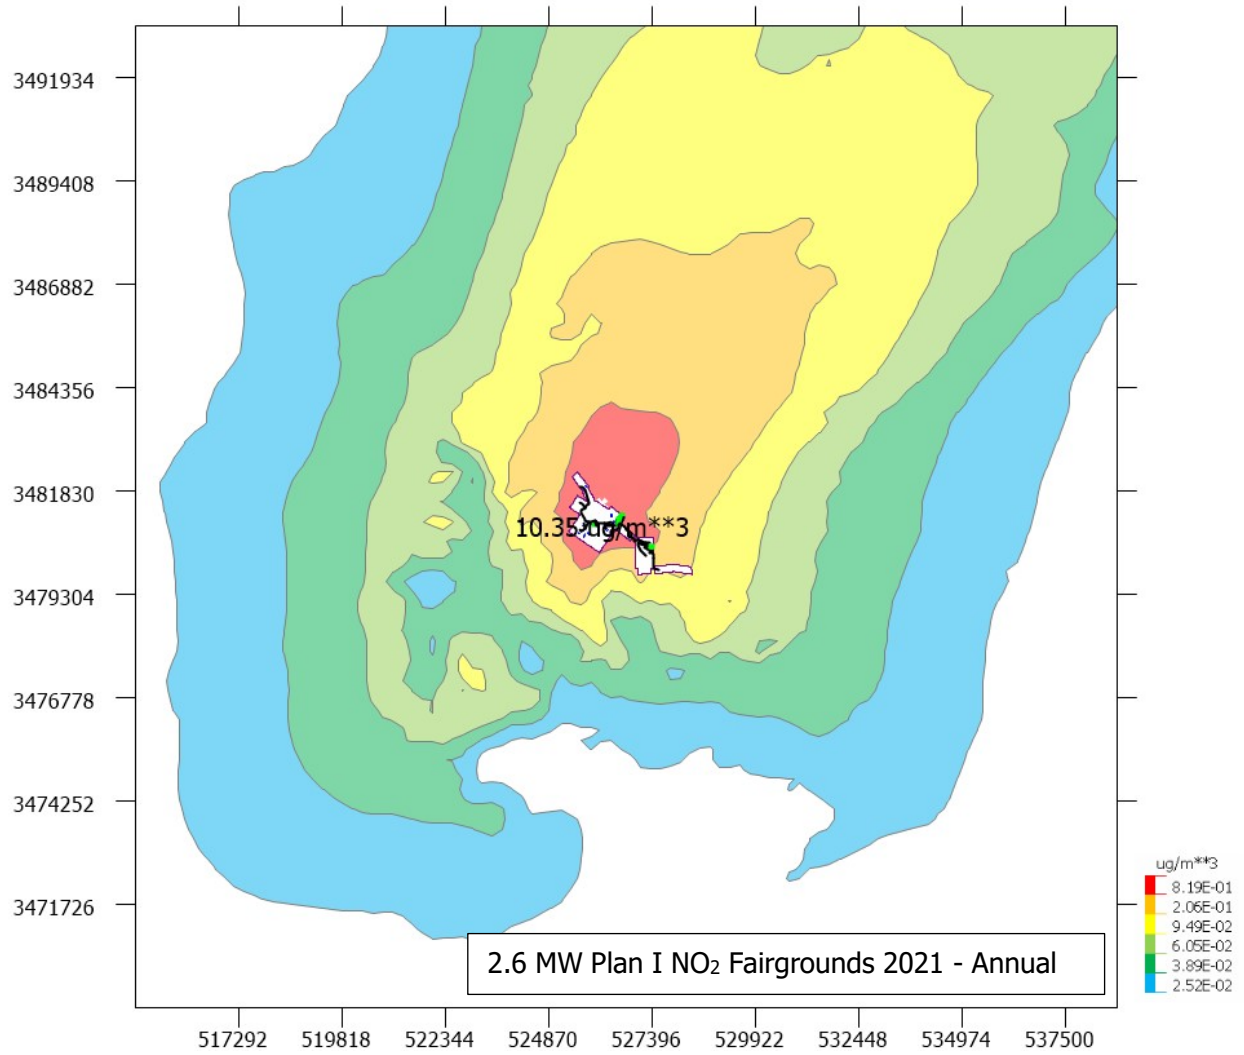 3491934
3489408
3486882
3484356
3481830
10.35 ug/m**3
3479304
3476778
3474252
3471726
ug/m**3
8.19E-01
2.06E-01
9.49E-02
6.05E-02
3.89E-02
2.52E-02
2.6 MW Plan I NO₂ Fairgrounds 2021 - Annual
517292 519818 522344 524870 527396 529922 532448 534974 537500